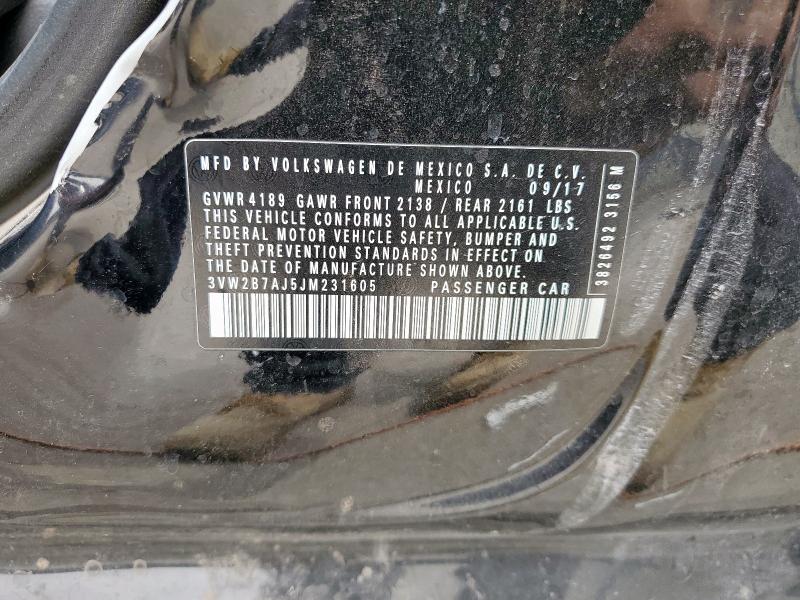 MFD BY VOLKSWAGEN DE MEXICO S.A. DE C.V.
MEXICO 09/17
GVWR 4189 GAWR FRONT 2138 / REAR 2161 LBS
THIS VEHICLE CONFORMS TO ALL APPLICABLE U.S.
FEDERAL MOTOR VEHICLE SAFETY, BUMPER AND
THEFT PREVENTION STANDARDS IN EFFECT ON
THE DATE OF MANUFACTURE SHOWN ABOVE.
3VW2B7AJ5JM231605 PASSENGER CAR
3826492 3156 M